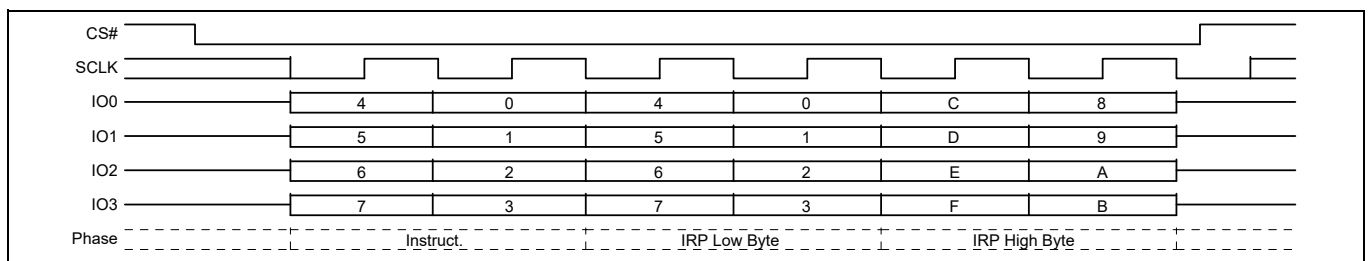 CS#
SCLK
IO0 4 0 4 0 C 8
IO1 5 1 5 1 D 9
IO2 6 2 6 2 E A
IO3 7 3 7 3 F B
Phase Instruct. IRP Low Byte IRP High Byte